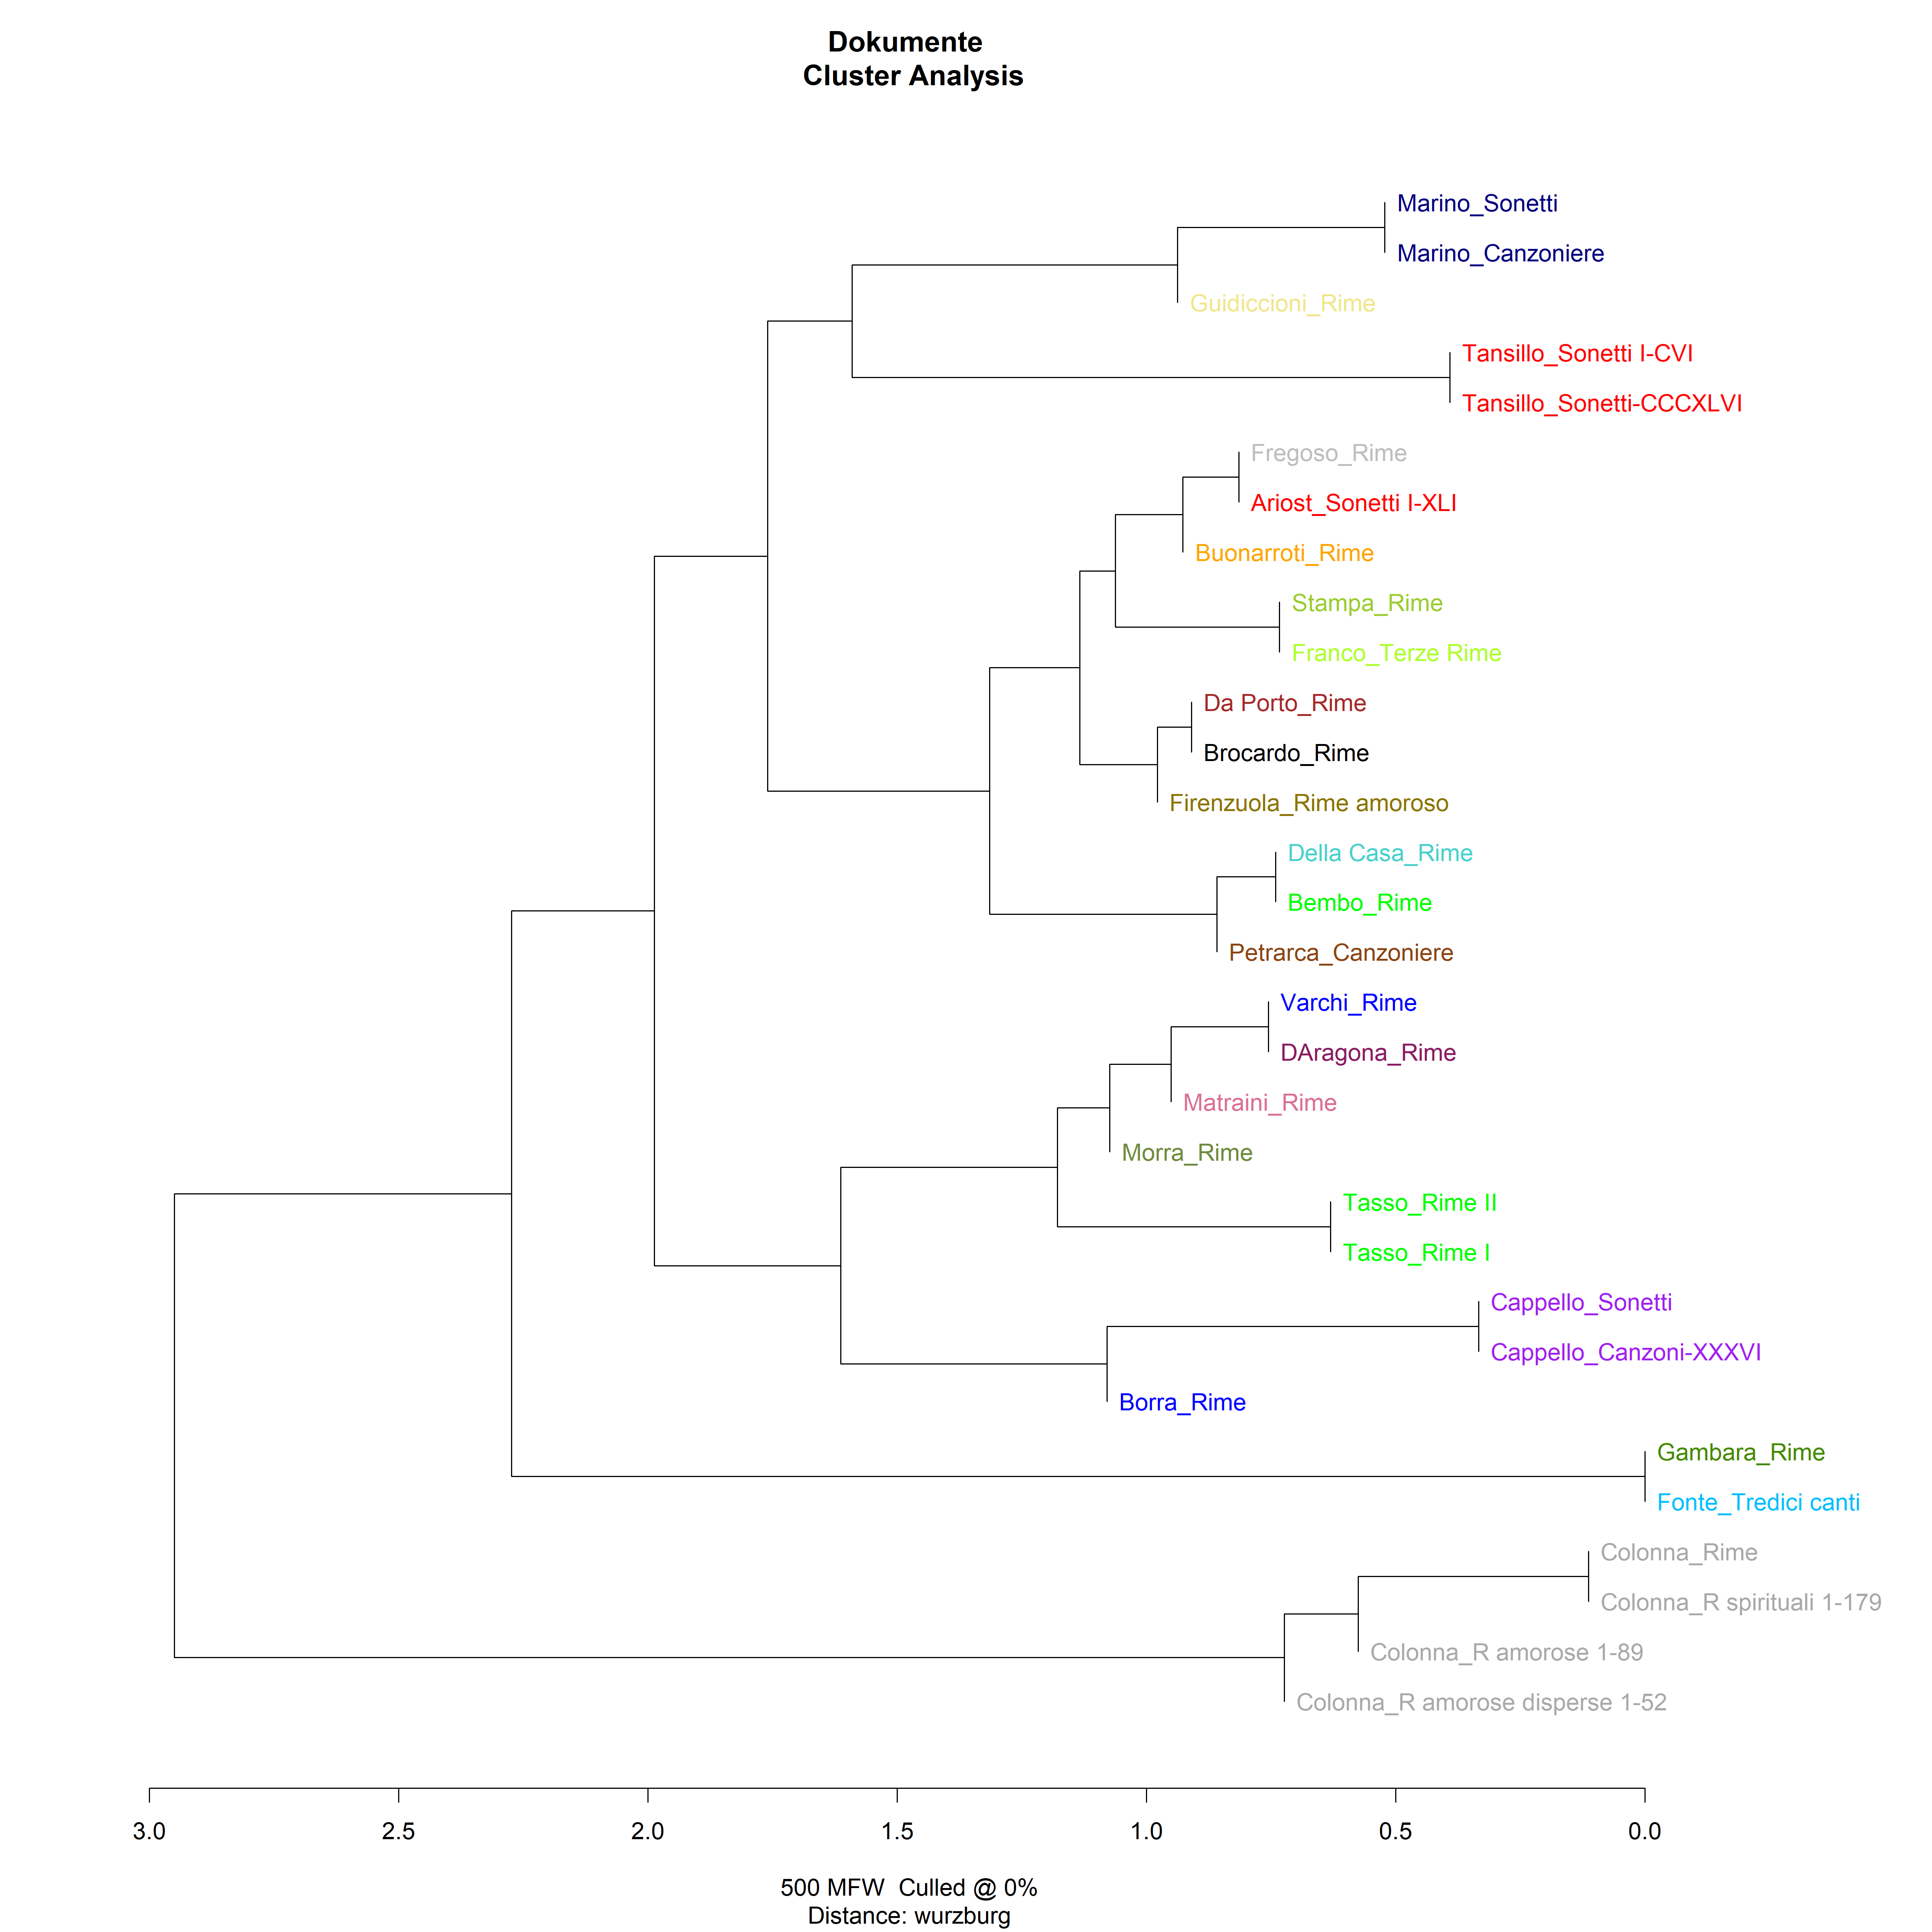 Dokumente
Cluster Analysis
Marino_Sonetti
Marino_Canzoniere
Guidiccioni_Rime
Tansillo_Sonetti I-CVI
Tansillo_Sonetti-CCCXLVI
Fregoso_Rime
Ariost_Sonetti I-XLI
Buonarroti_Rime
Stampa_Rime
Franco_Terze Rime
Da Porto_Rime
Brocardo_Rime
Firenzuola_Rime amoroso
Della Casa_Rime
Bembo_Rime
Petrarca_Canzoniere
Varchi_Rime
DAragona_Rime
Matraini_Rime
Morra_Rime
Tasso_Rime II
Tasso_Rime I
Cappello_Sonetti
Cappello_Canzoni-XXXVI
Borra_Rime
Gambara_Rime
Fonte_Tredici canti
Colonna_Rime
Colonna_R spirituali 1-179
Colonna_R amorose 1-89
Colonna_R amorose disperse 1-52
3.0 2.5 2.0 1.5 1.0 0.5 0.0
500 MFW  Culled @ 0%
Distance: wurzburg